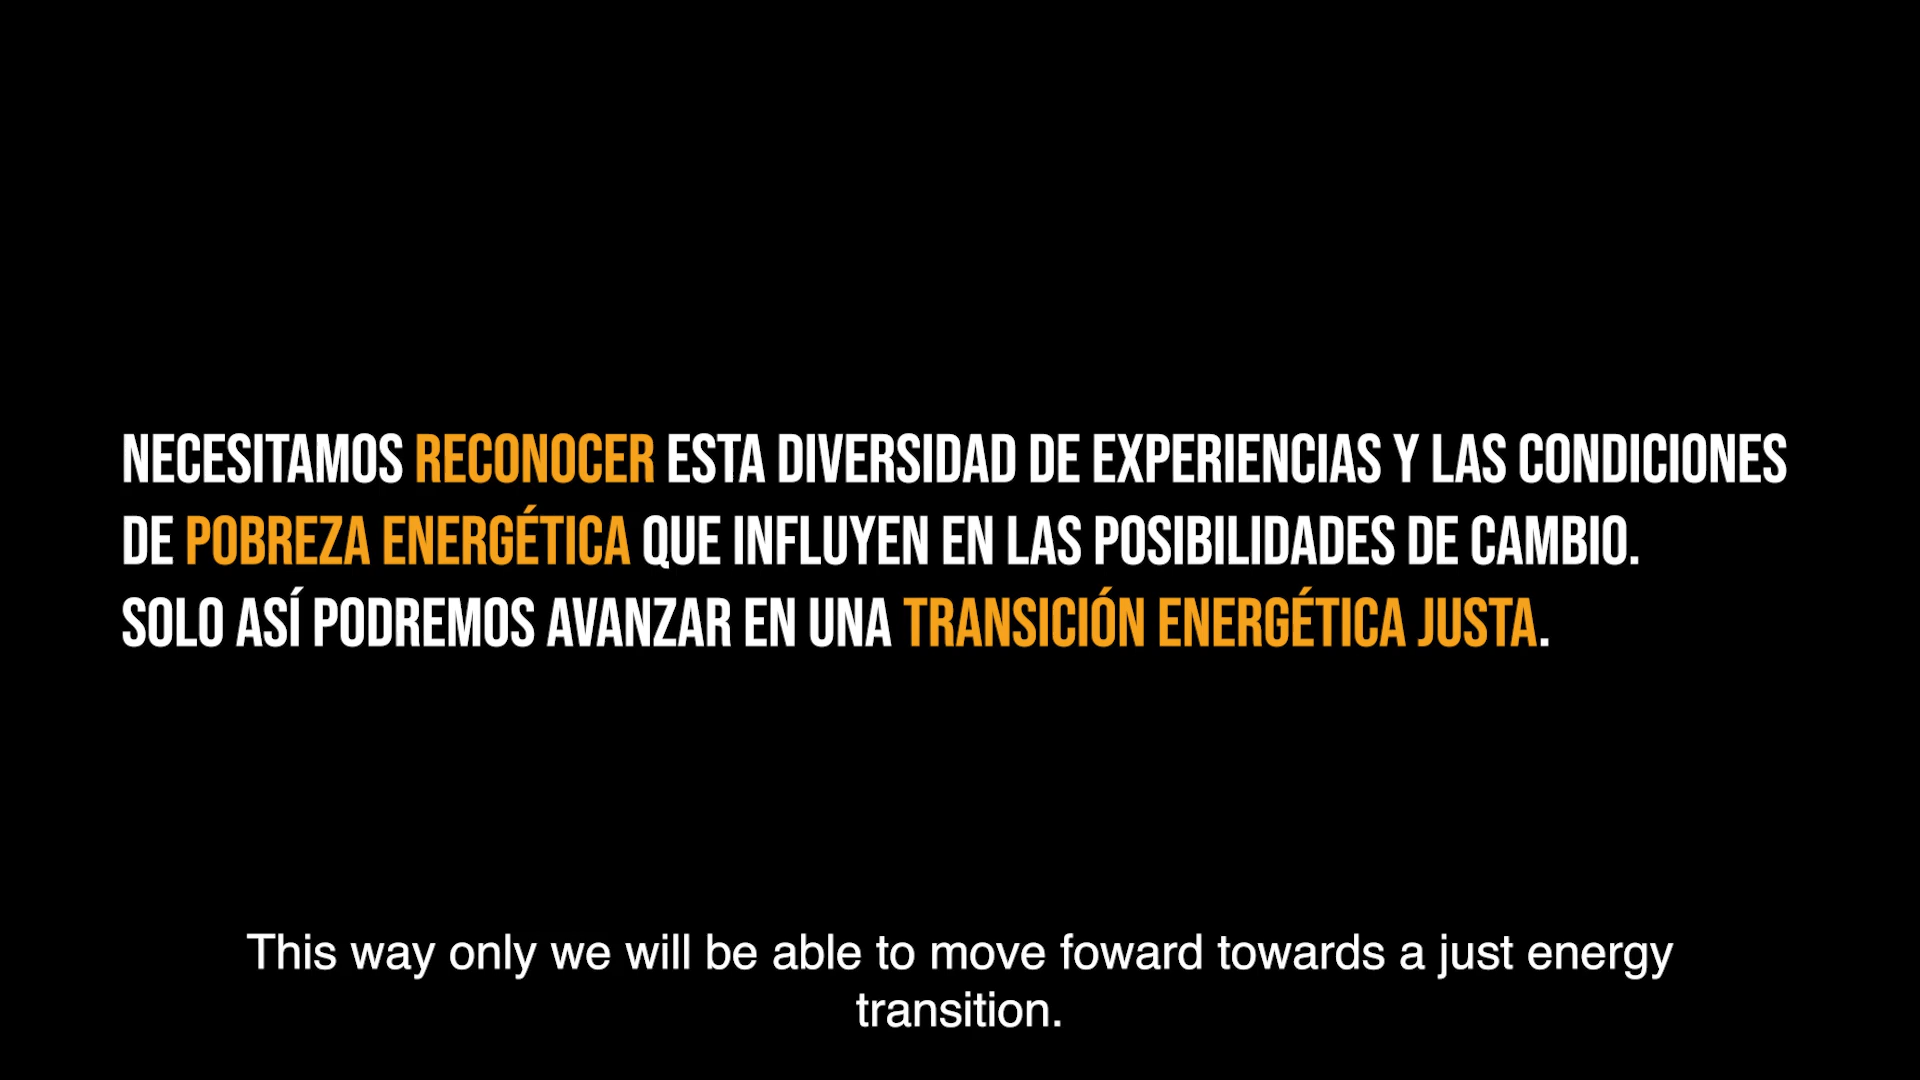 NECESITAMOS RECONOCER ESTA DIVERSIDAD DE EXPERIENCIAS Y LAS CONDICIONES
DE POBREZA ENERGÉTICA QUE INFLUYEN EN LAS POSIBILIDADES DE CAMBIO.
SOLO ASÍ PODREMOS AVANZAR EN UNA TRANSICIÓN ENERGÉTICA JUSTA.
This way only we will be able to move foward towards a just energy
transition.